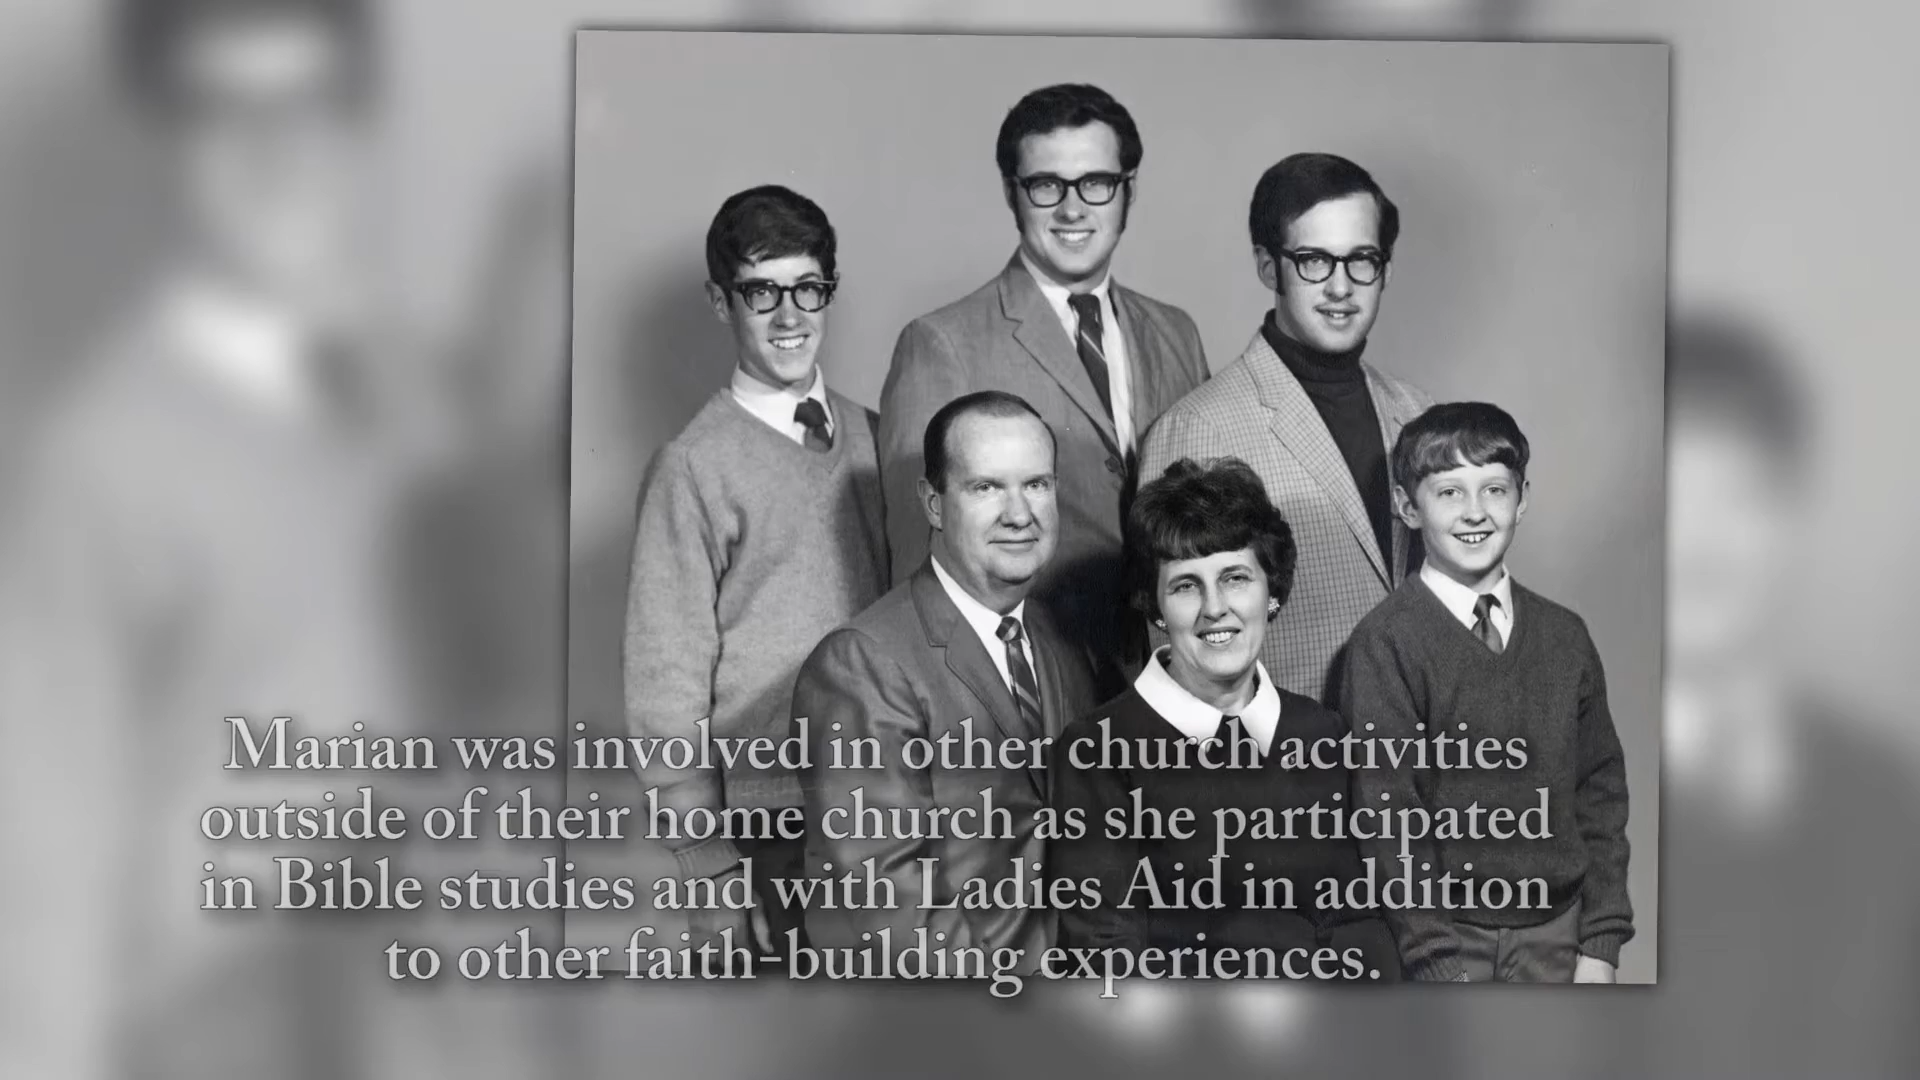 Marian was involved in other church activities
outside of their home church as she participated
in Bible studies and with Ladies Aid in addition
to other faith-building experiences.